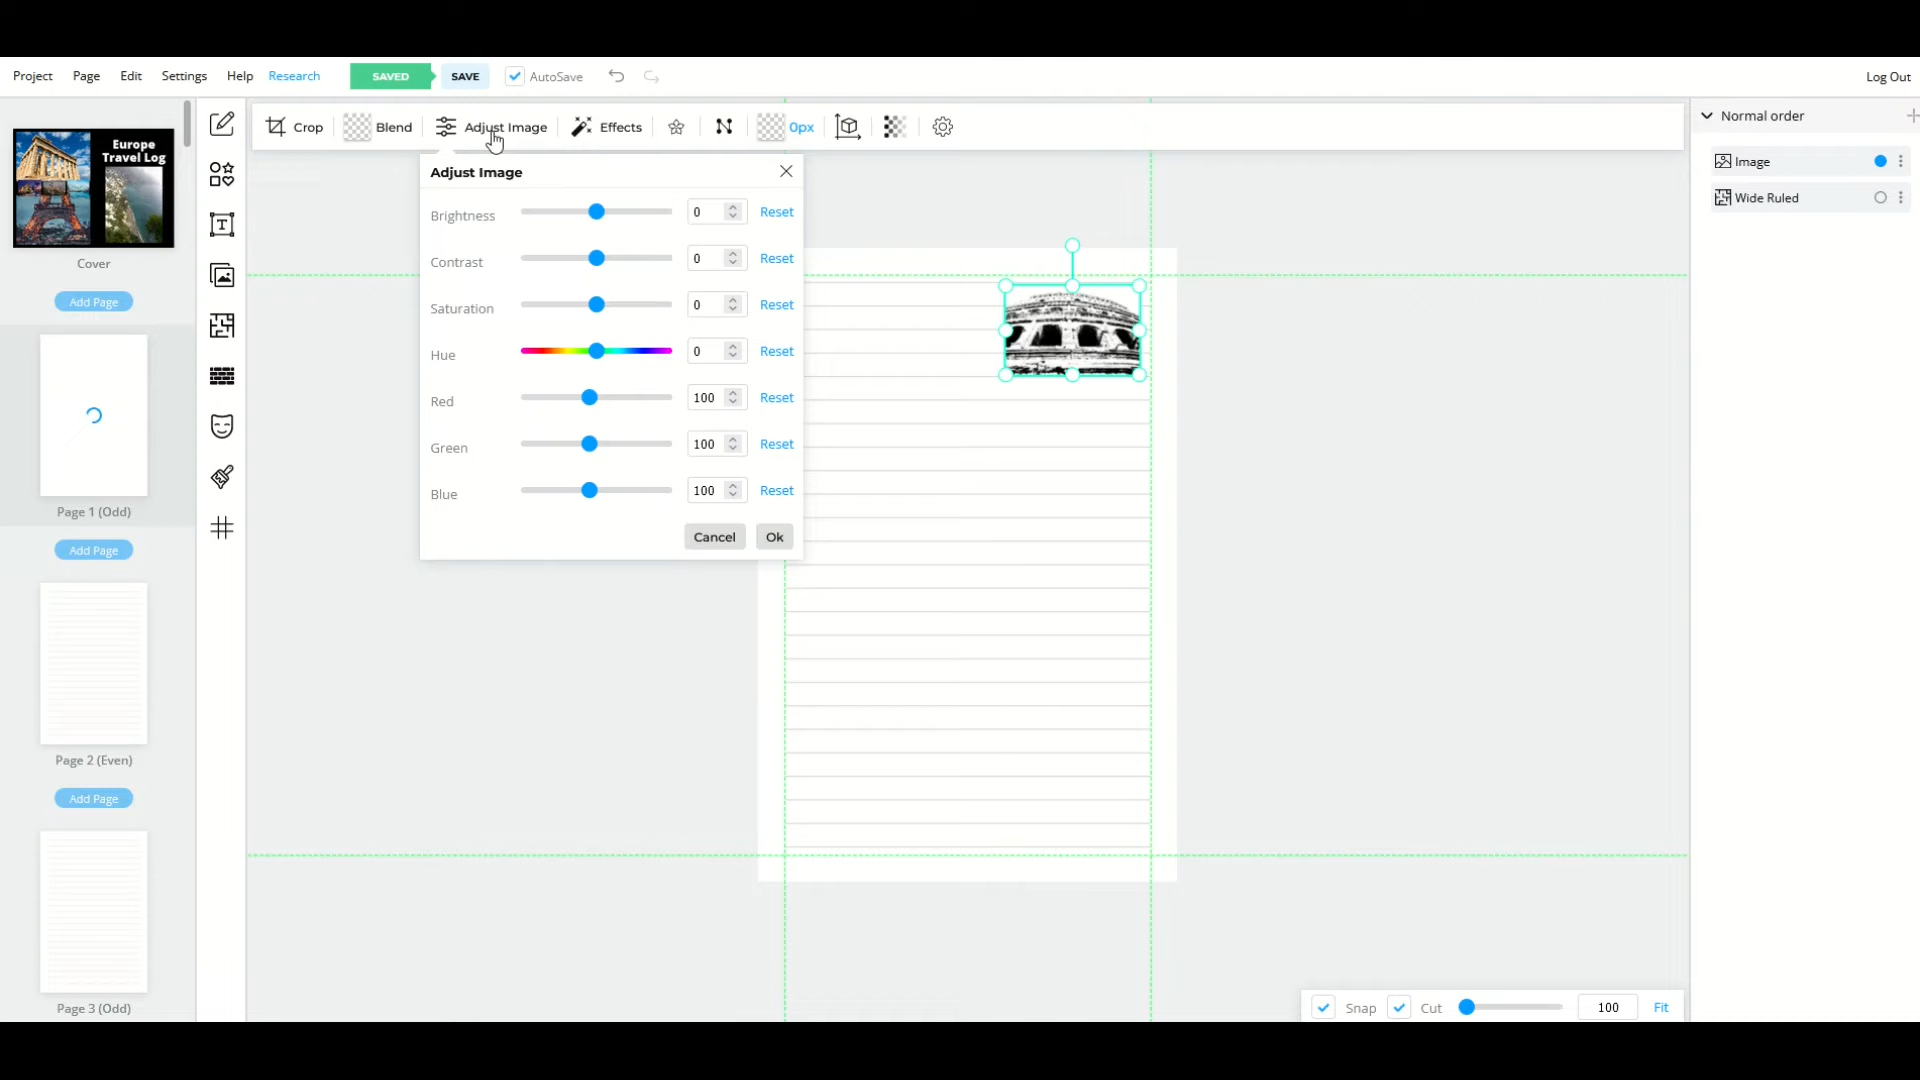 Project Page Edit Settings Help Research SAVED SAVE AutoSave Log Out
Crop Blend Adjust Image Effects 0px
Normal order
Image
Wide Ruled
Europe
Travel Log
Cover
Add Page
Page 1 (Odd)
Add Page
Page 2 (Even)
Add Page
Page 3 (Odd)
Adjust Image
Brightness 0 Reset
Contrast 0 Reset
Saturation 0 Reset
Hue 0 Reset
Red 100 Reset
Green 100 Reset
Blue 100 Reset
Cancel Ok
Snap Cut 100 Fit